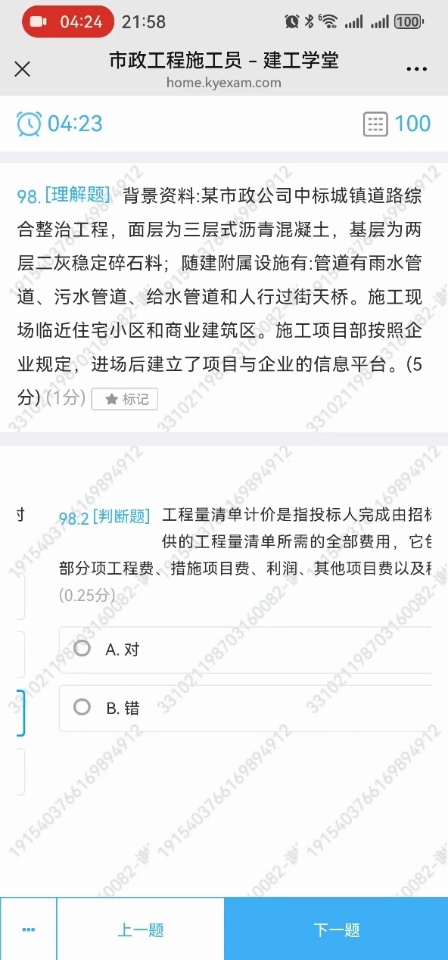 04:24 21:58 6 100
市政工程施工员 – 建工学堂
home.kyexam.com
04:23 100
98. [理解题] 背景资料:某市政公司中标城镇道路综
合整治工程，面层为三层式沥青混凝土，基层为两
层二灰稳定碎石料；随建附属设施有:管道有雨水管
道、污水管道、给水管道和人行过街天桥。施工现
场临近住宅小区和商业建筑区。施工项目部按照企
业规定，进场后建立了项目与企业的信息平台。(5
分) (1分) 标记
98.2 [判断题] 工程量清单计价是指投标人完成由招标
供的工程量清单所需的全部费用，它包
部分项工程费、措施项目费、利润、其他项目费以及
(0.25分)
A. 对
B. 错
上一题 下一题